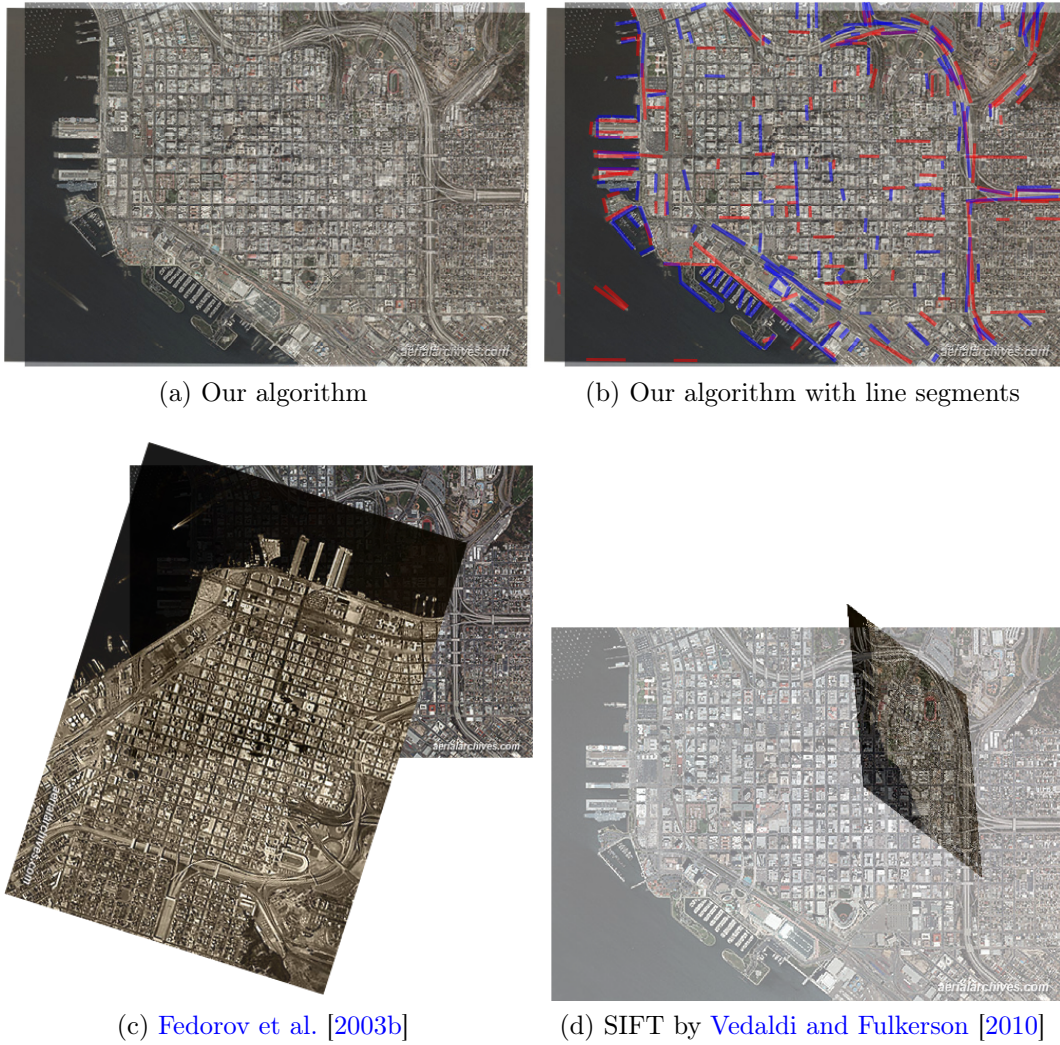 aerialarchives.com
aerialarchives.com
(a) Our algorithm
(b) Our algorithm with line segments
aerialarchives.com
aerialarchives.com
aerialarchives.com
(c) Fedorov et al. [2003b]
(d) SIFT by Vedaldi and Fulkerson [2010]